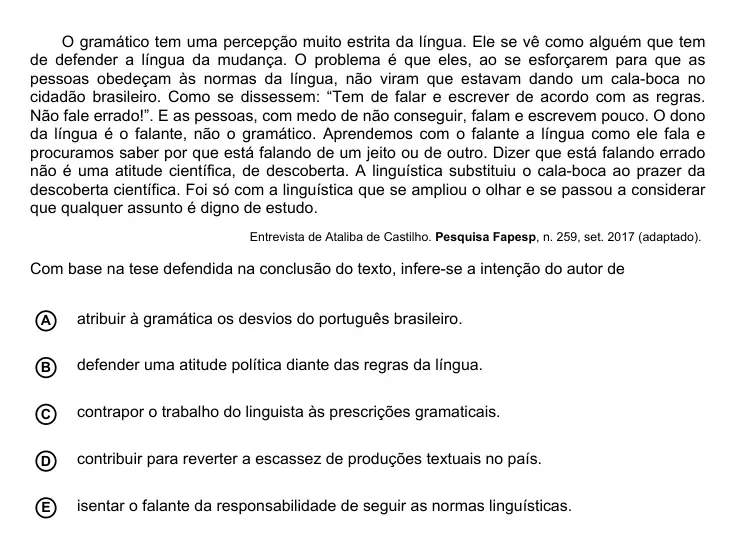 O gramático tem uma percepção muito estrita da língua. Ele se vê como alguém que tem
de defender a língua da mudança. O problema é que eles, ao se esforçarem para que as
pessoas obedeçam às normas da língua, não viram que estavam dando um cala-boca no
cidadão brasileiro. Como se dissessem: “Tem de falar e escrever de acordo com as regras.
Não fale errado!”. E as pessoas, com medo de não conseguir, falam e escrevem pouco. O dono
da língua é o falante, não o gramático. Aprendemos com o falante a língua como ele fala e
procuramos saber por que está falando de um jeito ou de outro. Dizer que está falando errado
não é uma atitude científica, de descoberta. A linguística substituiu o cala-boca ao prazer da
descoberta científica. Foi só com a linguística que se ampliou o olhar e se passou a considerar
que qualquer assunto é digno de estudo.
Entrevista de Ataliba de Castilho. Pesquisa Fapesp, n. 259, set. 2017 (adaptado).
Com base na tese defendida na conclusão do texto, infere-se a intenção do autor de
A atribuir à gramática os desvios do português brasileiro.
B defender uma atitude política diante das regras da língua.
C contrapor o trabalho do linguista às prescrições gramaticais.
D contribuir para reverter a escassez de produções textuais no país.
E isentar o falante da responsabilidade de seguir as normas linguísticas.